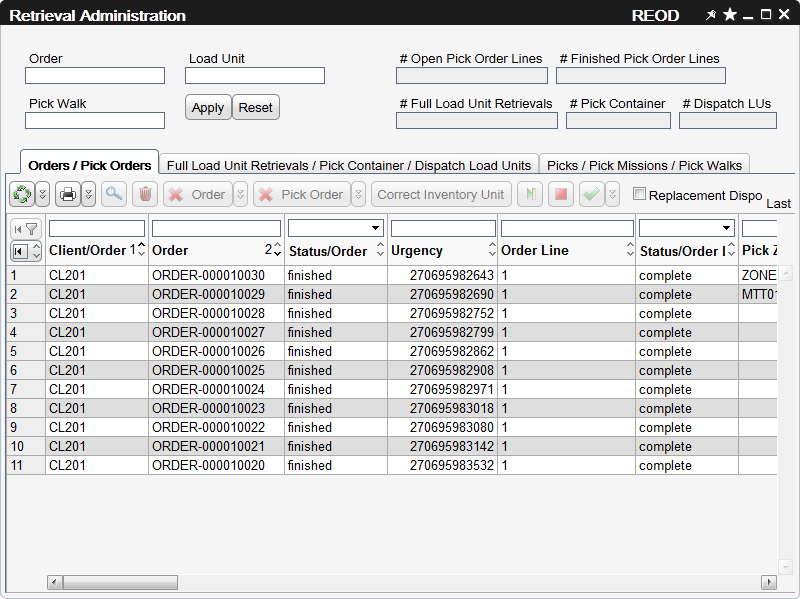 Retrieval Administration REOD
Order Load Unit # Open Pick Order Lines # Finished Pick Order Lines
Pick Walk Apply Reset # Full Load Unit Retrievals # Pick Container # Dispatch LUs
Orders / Pick Orders Full Load Unit Retrievals / Pick Container / Dispatch Load Units Picks / Pick Missions / Pick Walks
Order Pick Order Correct Inventory Unit Replacement Dispo Last
Client/Order 1 Order 2 Status/Order Urgency Order Line Status/Order Pick
1 CL201 ORDER-000010030 finished 270695982643 1 complete ZONE
2 CL201 ORDER-000010029 finished 270695982690 1 complete MTT01
3 CL201 ORDER-000010028 finished 270695982752 1 complete
4 CL201 ORDER-000010027 finished 270695982799 1 complete
5 CL201 ORDER-000010026 finished 270695982862 1 complete
6 CL201 ORDER-000010025 finished 270695982908 1 complete
7 CL201 ORDER-000010024 finished 270695982971 1 complete
8 CL201 ORDER-000010023 finished 270695983018 1 complete
9 CL201 ORDER-000010022 finished 270695983080 1 complete
10 CL201 ORDER-000010021 finished 270695983142 1 complete
11 CL201 ORDER-000010020 finished 270695983532 1 complete